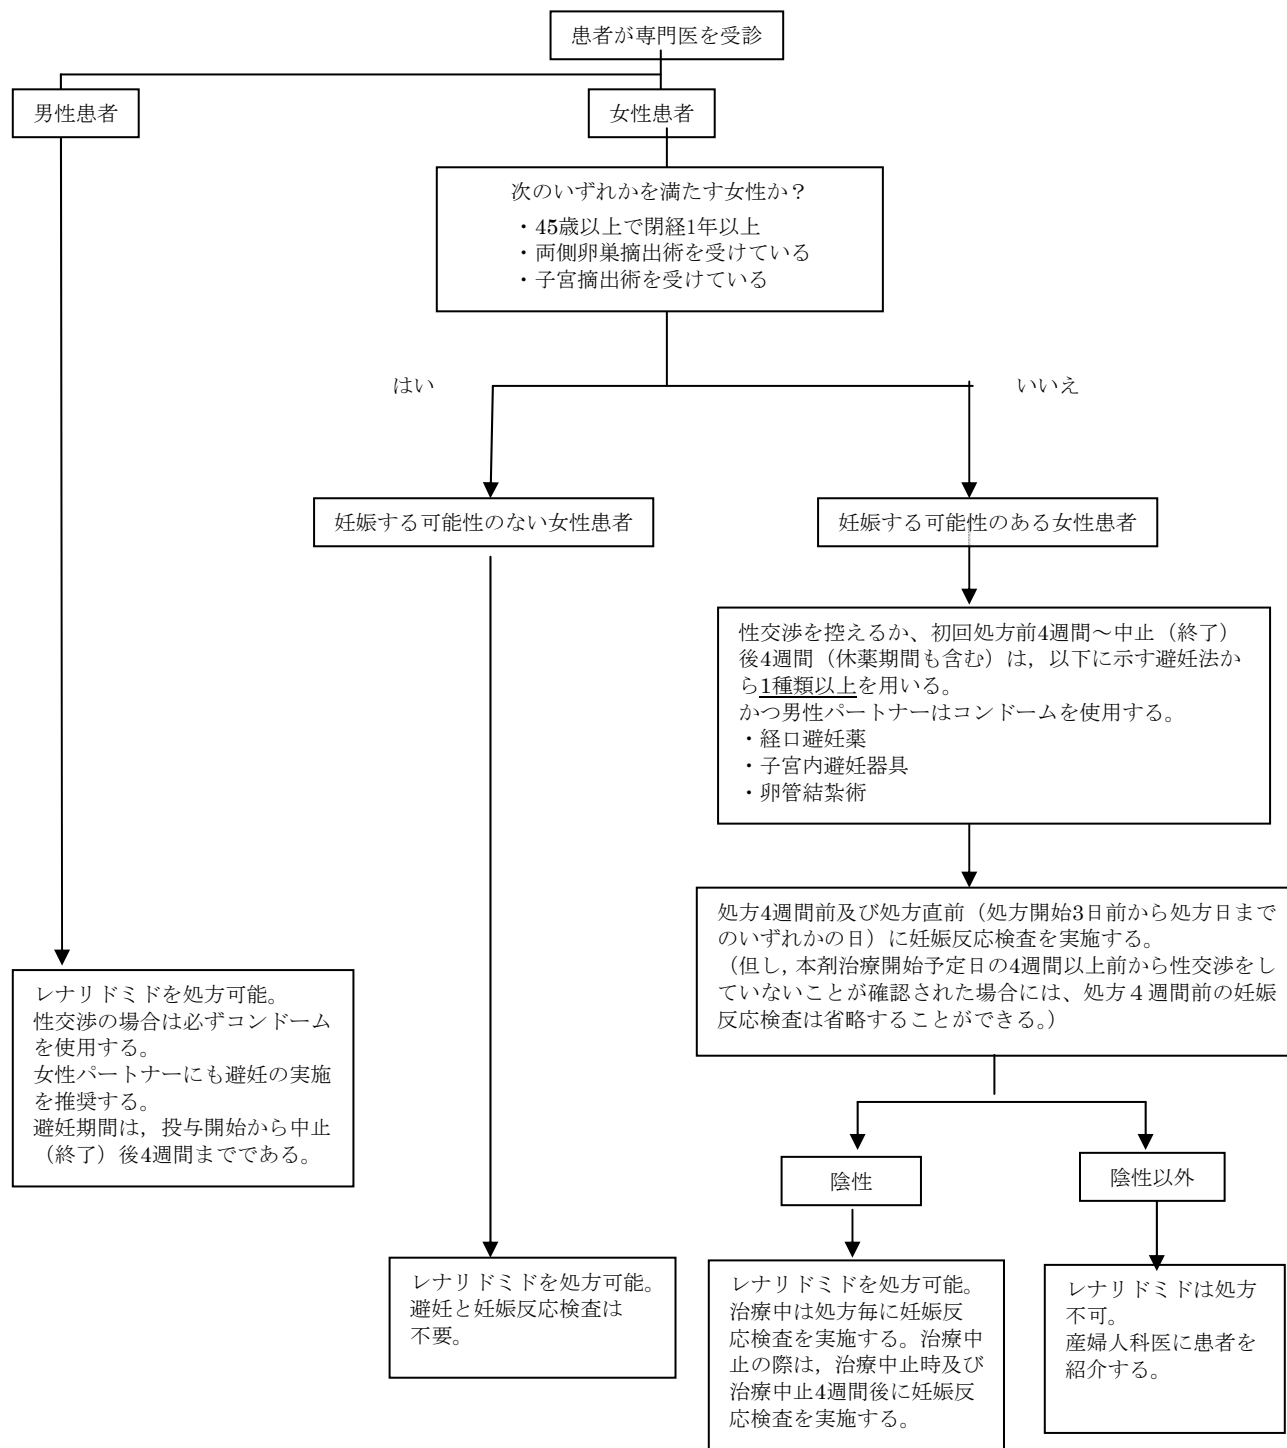 患者が専門医を受診
男性患者
女性患者
次のいずれかを満たす女性か？
・45歳以上で閉経1年以上
・両側卵巣摘出術を受けている
・子宮摘出術を受けている
はい
いいえ
妊娠する可能性のない女性患者
妊娠する可能性のある女性患者
性交渉を控えるか、初回処方前4週間～中止（終了）
後4週間（休薬期間も含む）は，以下に示す避妊法か
ら1種類以上を用いる。
かつ男性パートナーはコンドームを使用する。
・経口避妊薬
・子宮内避妊器具
・卵管結紮術
処方4週間前及び処方直前（処方開始3日前から処方日まで
のいずれかの日）に妊娠反応検査を実施する。
（但し，本剤治療開始予定日の4週間以上前から性交渉をし
ていないことが確認された場合には、処方４週間前の妊娠
反応検査は省略することができる。）
レナリドミドを処方可能。
性交渉の場合は必ずコンドーム
を使用する。
女性パートナーにも避妊の実施
を推奨する。
避妊期間は，投与開始から中止
（終了）後4週間までである。
陰性
陰性以外
レナリドミドを処方可能。
避妊と妊娠反応検査は
不要。
レナリドミドを処方可能。
治療中は処方毎に妊娠反
応検査を実施する。治療中
止の際は，治療中止時及び
治療中止4週間後に妊娠反
応検査を実施する。
レナリドミドは処方
不可。
産婦人科医に患者を
紹介する。